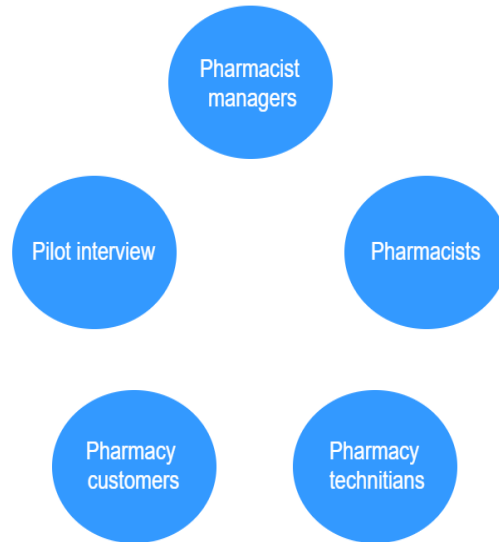 Pharmacist
managers
Pilot interview
Pharmacists
Pharmacy
customers
Pharmacy
technitians